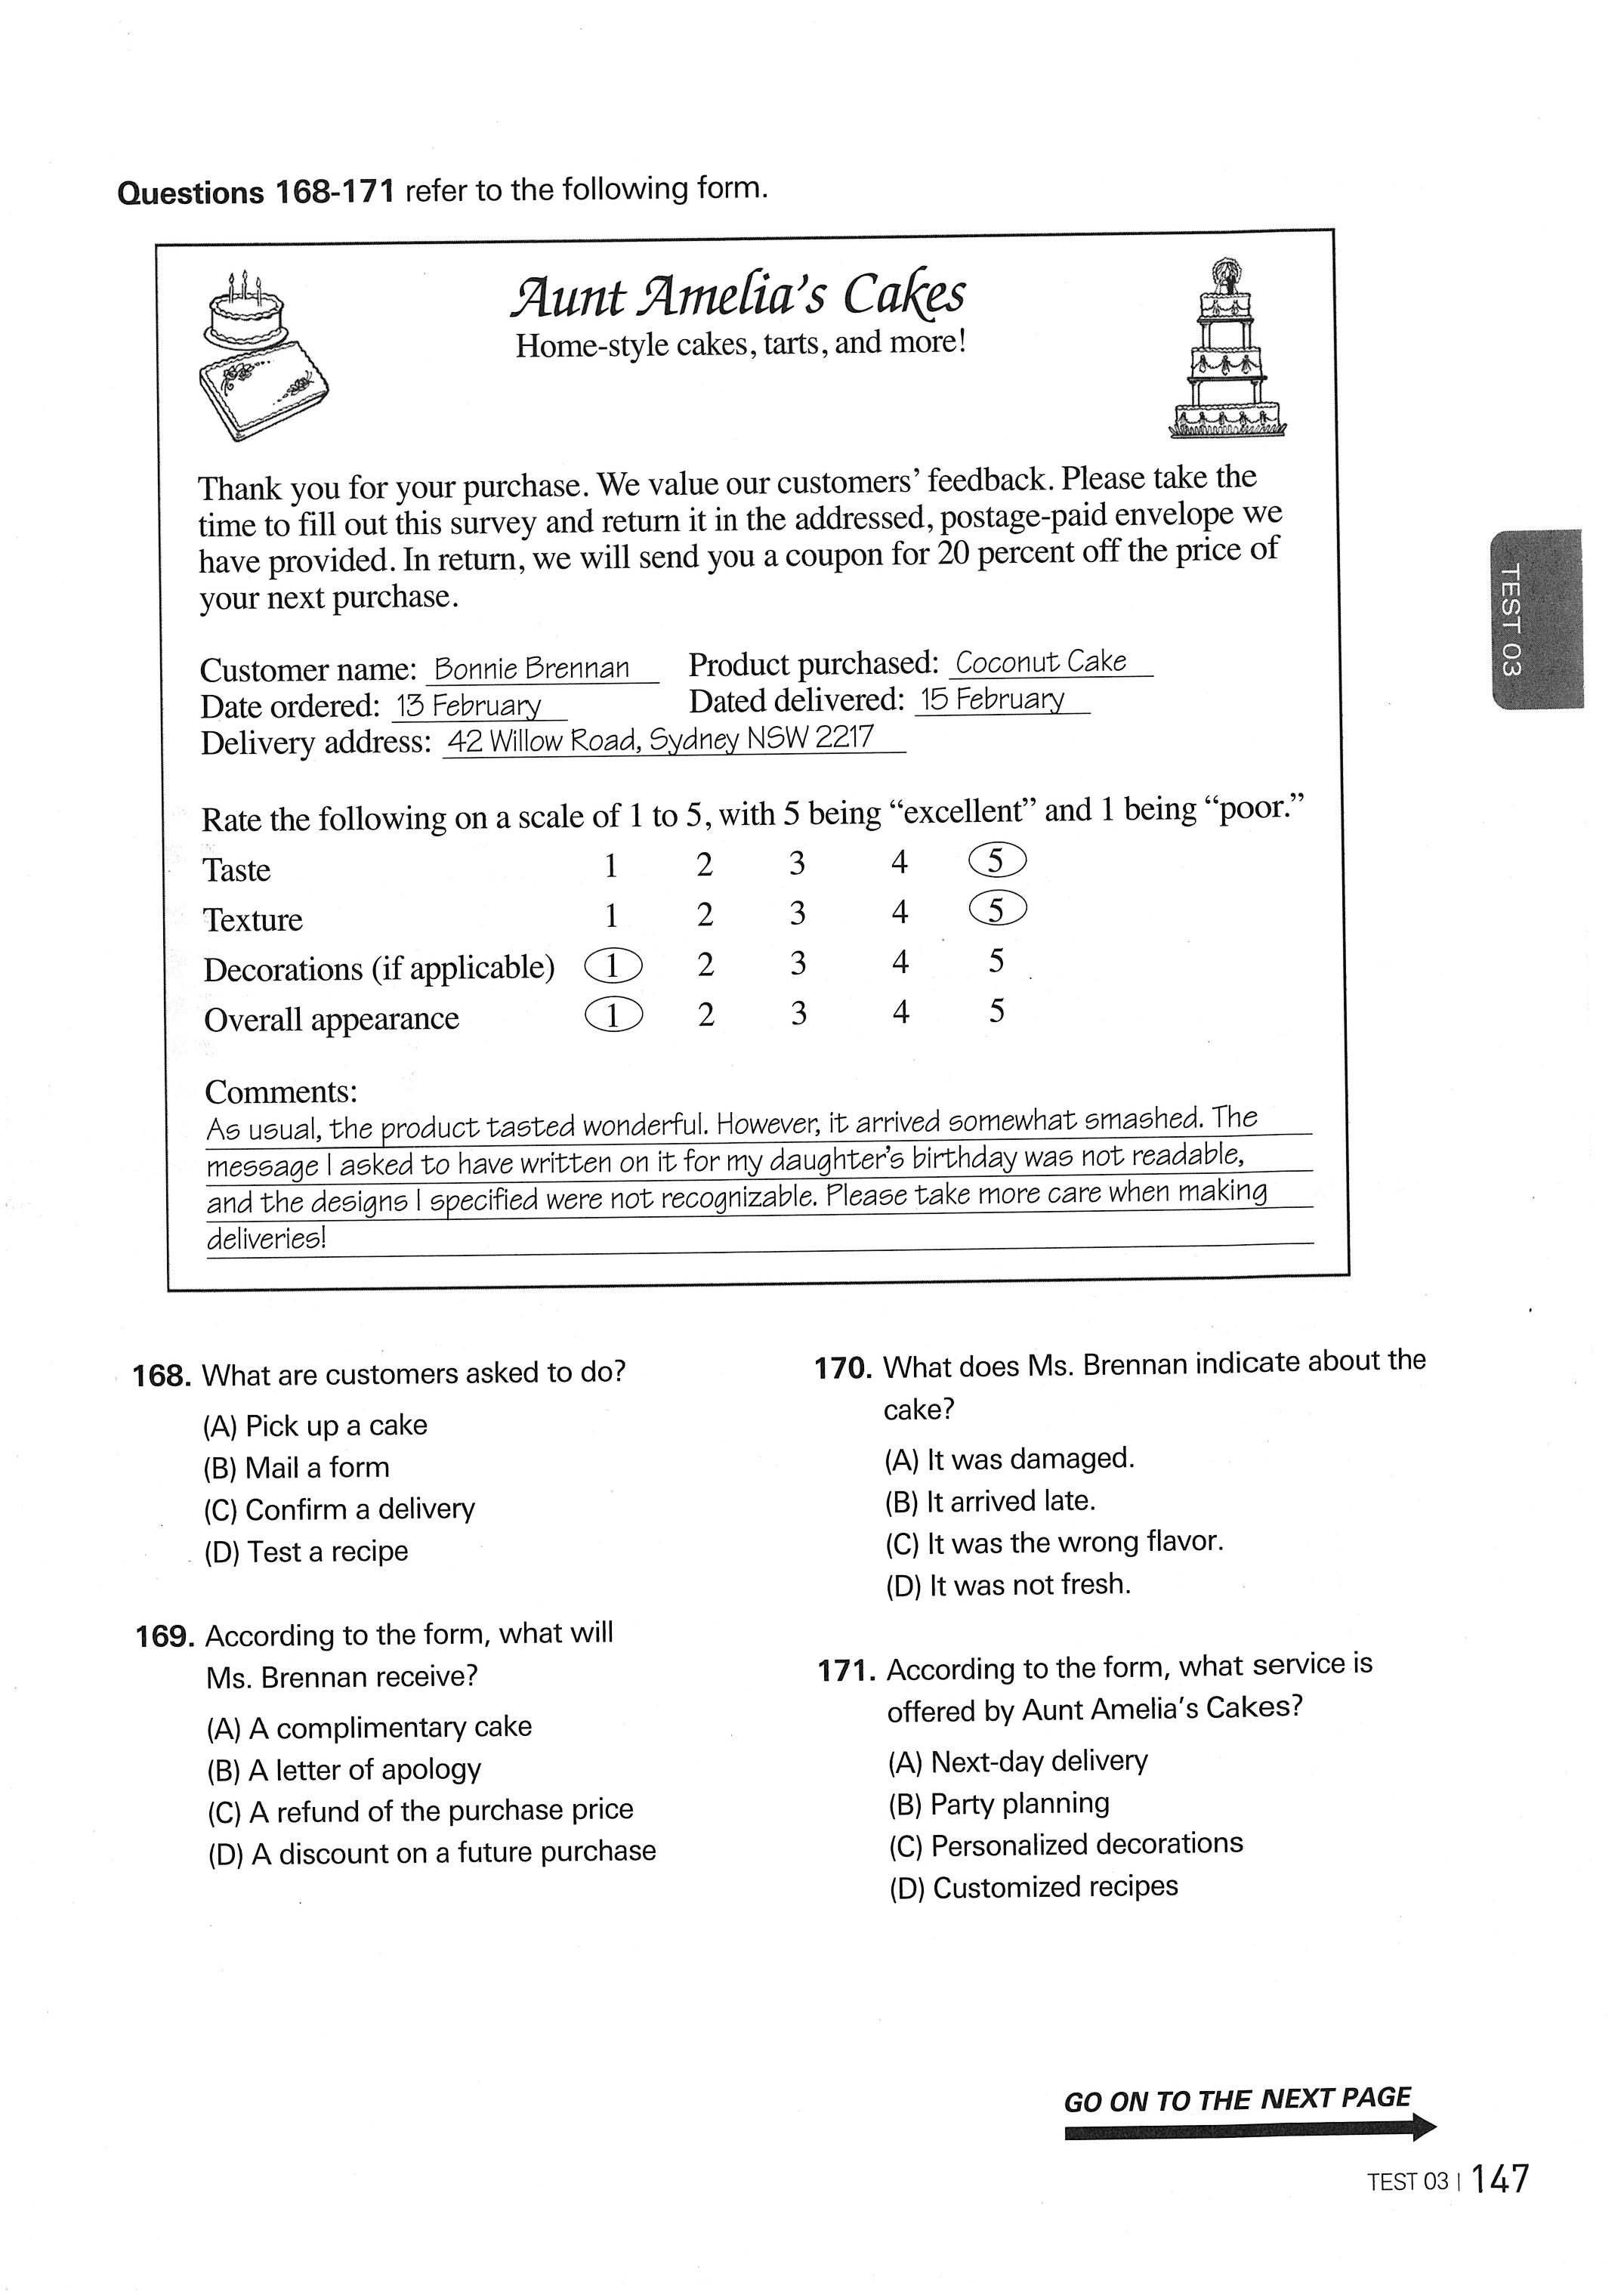 Questions 168-171 refer to the following form.
Aunt Amelia's Cakes
Home-style cakes, tarts, and more!
Thank you for your purchase. We value our customers' feedback. Please take the
time to fill out this survey and return it in the addressed, postage-paid envelope we
have provided. In return, we will send you a coupon for 20 percent off the price of
your next purchase.
Customer name: Bonnie Brennan Product purchased: Coconut Cake
Date ordered: 13 February Dated delivered: 15 February
Delivery address: 42 Willow Road, Sydney NSW 2217
Rate the following on a scale of 1 to 5, with 5 being “excellent” and 1 being “poor.”
Taste 1 2 3 4 5
Texture 1 2 3 4 5
Decorations (if applicable) 1 2 3 4 5
Overall appearance 1 2 3 4 5
Comments:
As usual, the product tasted wonderful. However, it arrived somewhat smashed. The
message I asked to have written on it for my daughter's birthday was not readable,
and the designs I specified were not recognizable. Please take more care when making
deliveries!
TEST 03
168. What are customers asked to do?
(A) Pick up a cake
(B) Mail a form
(C) Confirm a delivery
(D) Test a recipe
169. According to the form, what will
Ms. Brennan receive?
(A) A complimentary cake
(B) A letter of apology
(C) A refund of the purchase price
(D) A discount on a future purchase
170. What does Ms. Brennan indicate about the
cake?
(A) It was damaged.
(B) It arrived late.
(C) It was the wrong flavor.
(D) It was not fresh.
171. According to the form, what service is
offered by Aunt Amelia's Cakes?
(A) Next-day delivery
(B) Party planning
(C) Personalized decorations
(D) Customized recipes
GO ON TO THE NEXT PAGE
TEST 03 | 147